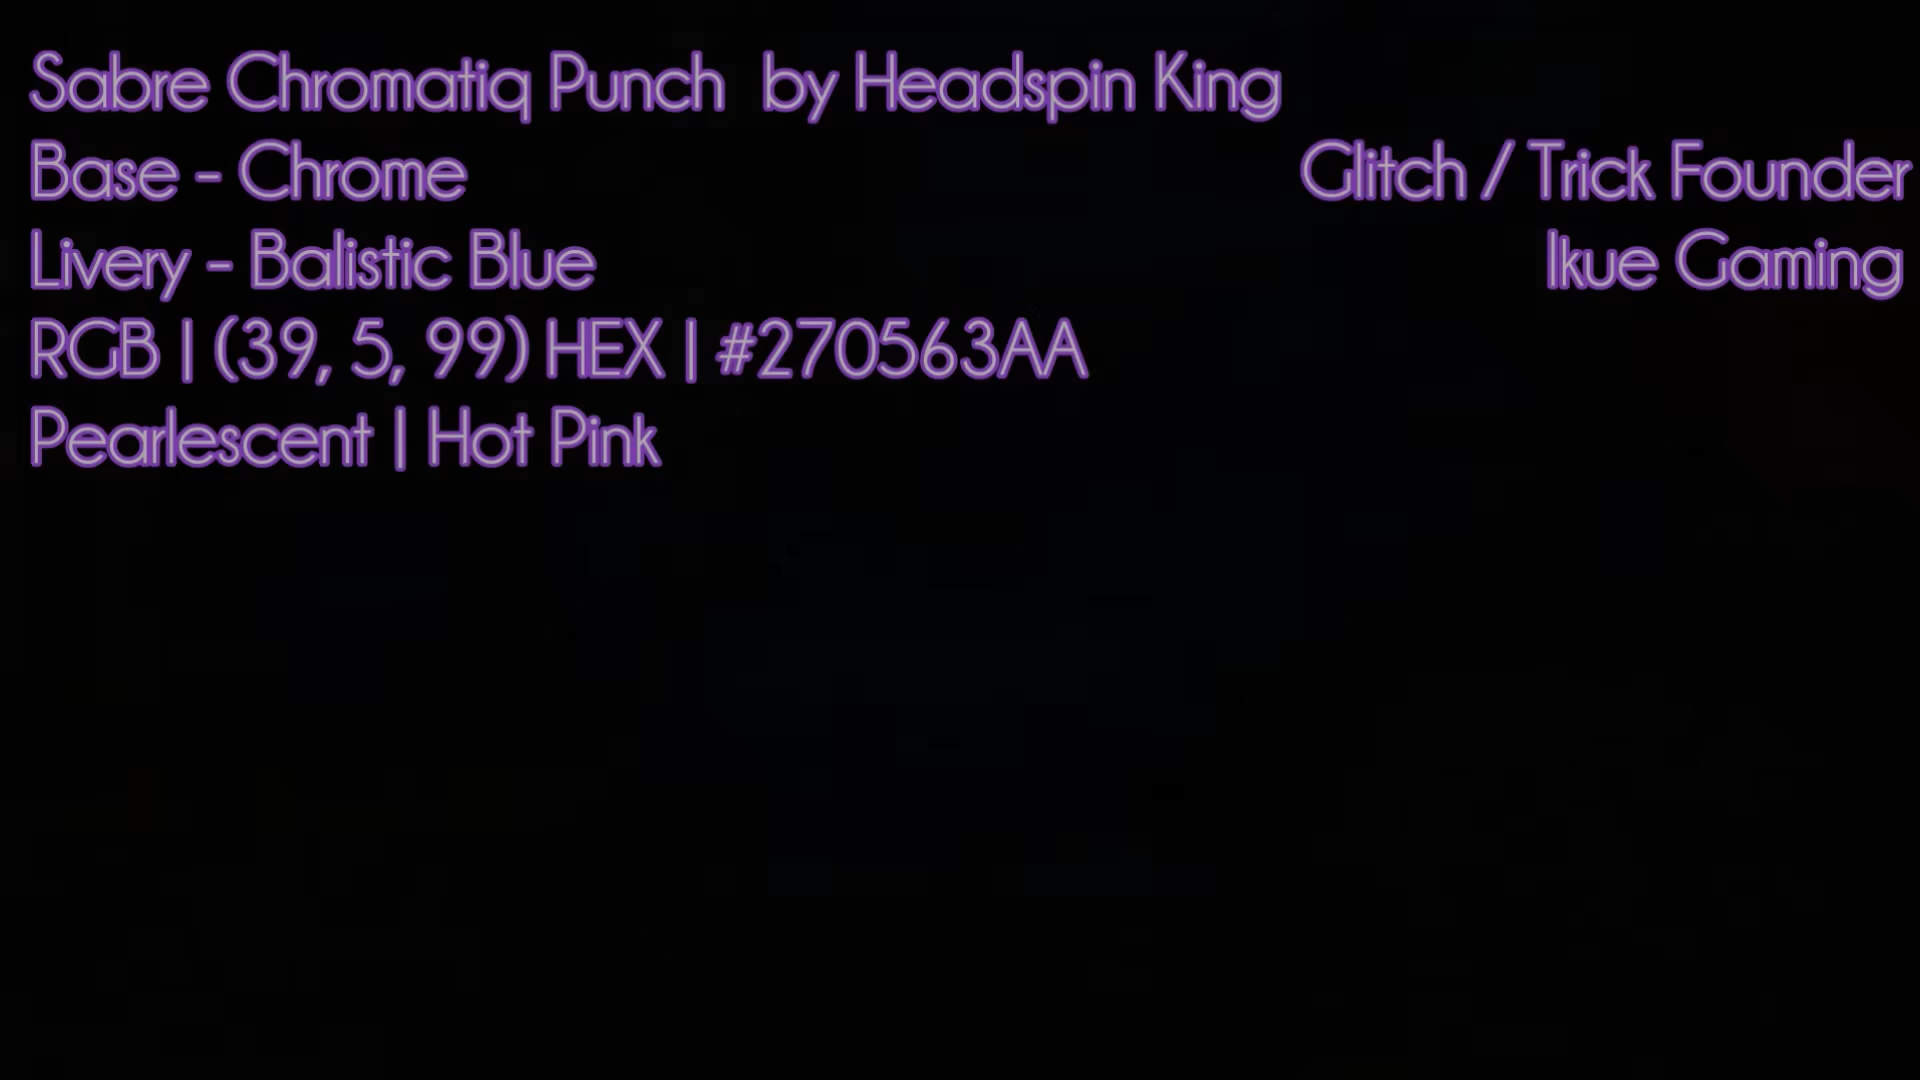 Sabre Chromatiq Punch by Headspin King
Base - Chrome
Glitch / Trick Founder
Livery - Balistic Blue
Ikue Gaming
RGB | (39, 5, 99) HEX | #270563AA
Pearlescent | Hot Pink